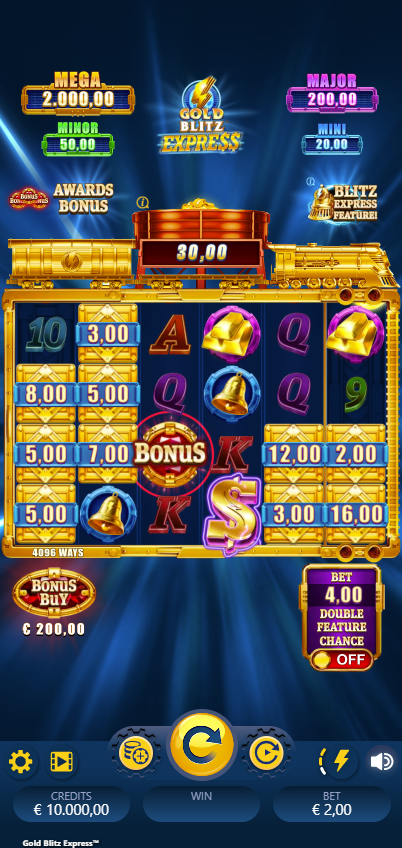 MEGA
2.000,00
MAJOR
200,00
GOLD
BLITZ
EXPRE$$
MINOR
50,00
MINI
20,00
AWARDS
BONUS
BLITZ
EXPRESS
FEATURE!
30,00
10 3,00 A Q
8,00 5,00 Q Q 9
5,00 7,00 BONUS K 12,00 2,00
5,00 K $ 3,00 16,00
4096 WAYS
BONUS
BUY
€ 200,00
BET
4,00
DOUBLE
FEATURE
CHANCE
OFF
CREDITS
€ 10.000,00
WIN
BET
€ 2,00
Gold Blitz Express™